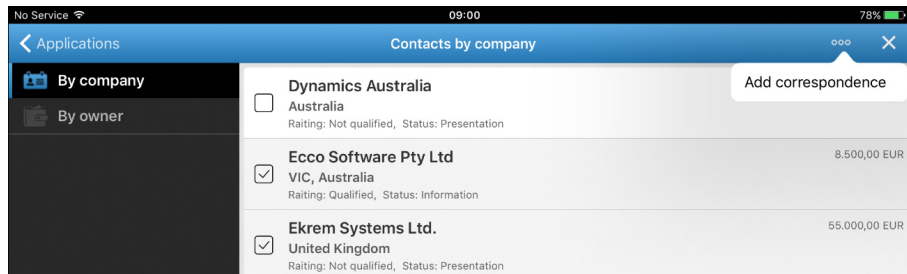 No Service 09:00 78%
Applications Contacts by company
Add correspondence
By company
By owner
Dynamics Australia
Australia
Raiting: Not qualified, Status: Presentation
Ecco Software Pty Ltd 8.500,00 EUR
VIC, Australia
Raiting: Qualified, Status: Information
Ekrem Systems Ltd. 55.000,00 EUR
United Kingdom
Raiting: Not qualified, Status: Presentation